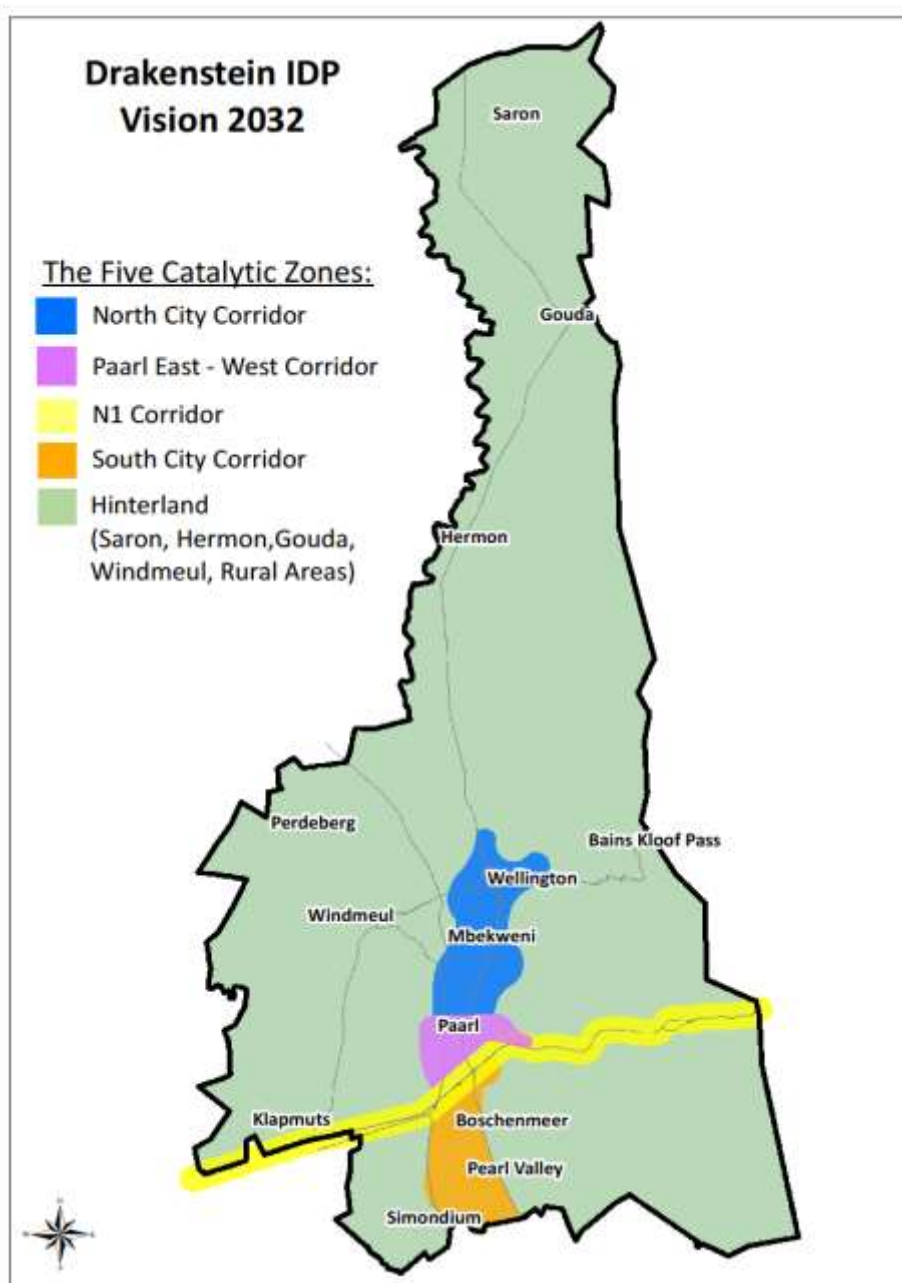 Drakenstein IDP
Vision 2032
The Five Catalytic Zones:
North City Corridor
Paarl East - West Corridor
N1 Corridor
South City Corridor
Hinterland
(Saron, Hermon,Gouda,
Windmeul, Rural Areas)
Saron
Gouda
Hermon
Perdeberg
Bains Kloof Pass
Wellington
Windmeul
Mbekweni
Paarl
Klapmuts
Boschenmeer
Pearl Valley
Simondium